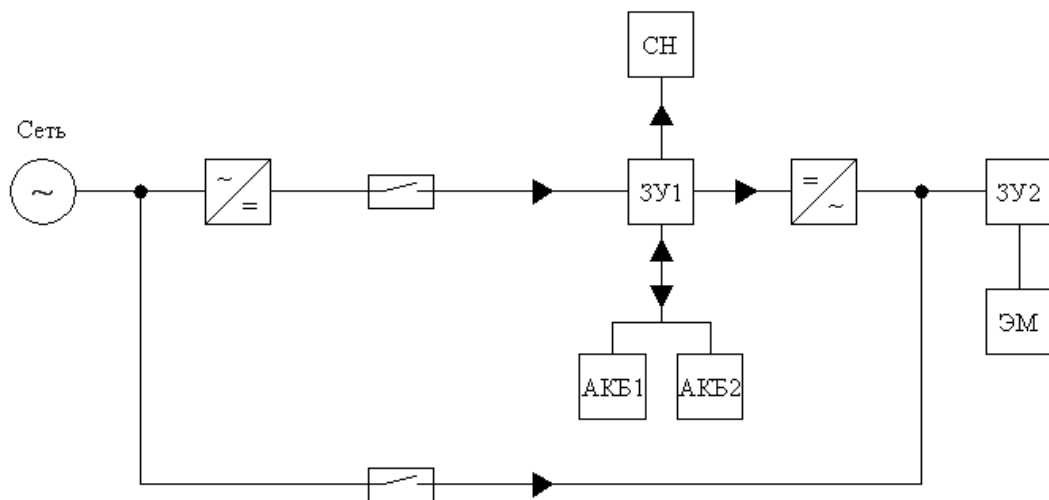 СН
Сеть
~
~
=
ЗУ1
=
~
ЗУ2
ЭМ
АКБ1
АКБ2